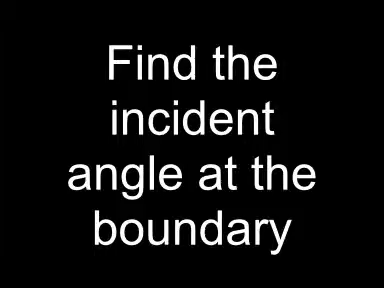 Find the
incident
angle at the
boundary